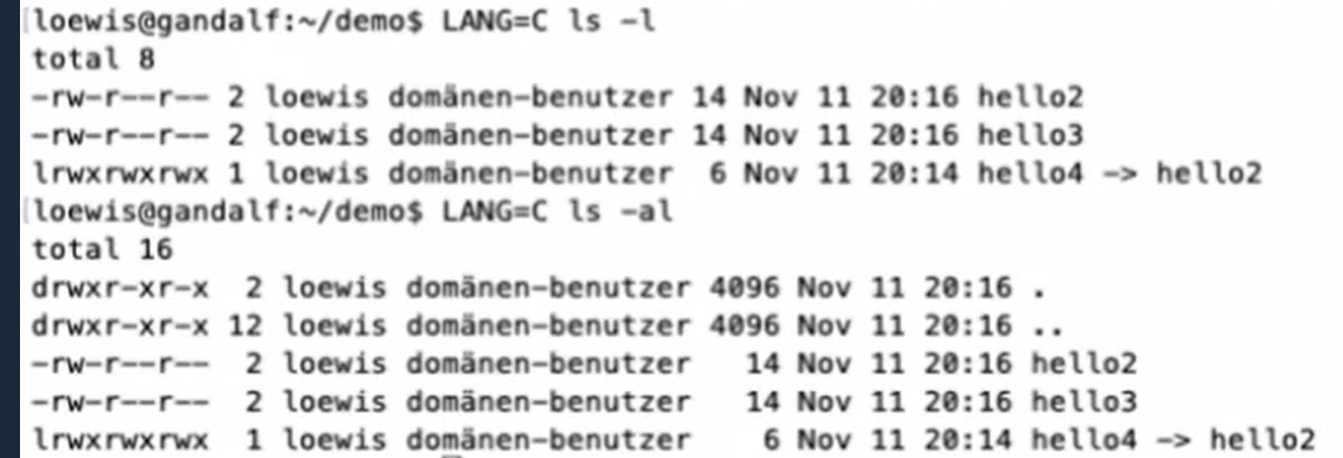 loewis@gandalf:~/demo$ LANG=C ls -l
total 8
-rw-r--r-- 2 loewis domänen-benutzer 14 Nov 11 20:16 hello2
-rw-r--r-- 2 loewis domänen-benutzer 14 Nov 11 20:16 hello3
lrwxrwxrwx 1 loewis domänen-benutzer  6 Nov 11 20:14 hello4 -> hello2
loewis@gandalf:~/demo$ LANG=C ls -al
total 16
drwxr-xr-x  2 loewis domänen-benutzer 4096 Nov 11 20:16 .
drwxr-xr-x 12 loewis domänen-benutzer 4096 Nov 11 20:16 ..
-rw-r--r--  2 loewis domänen-benutzer   14 Nov 11 20:16 hello2
-rw-r--r--  2 loewis domänen-benutzer   14 Nov 11 20:16 hello3
lrwxrwxrwx  1 loewis domänen-benutzer    6 Nov 11 20:14 hello4 -> hello2